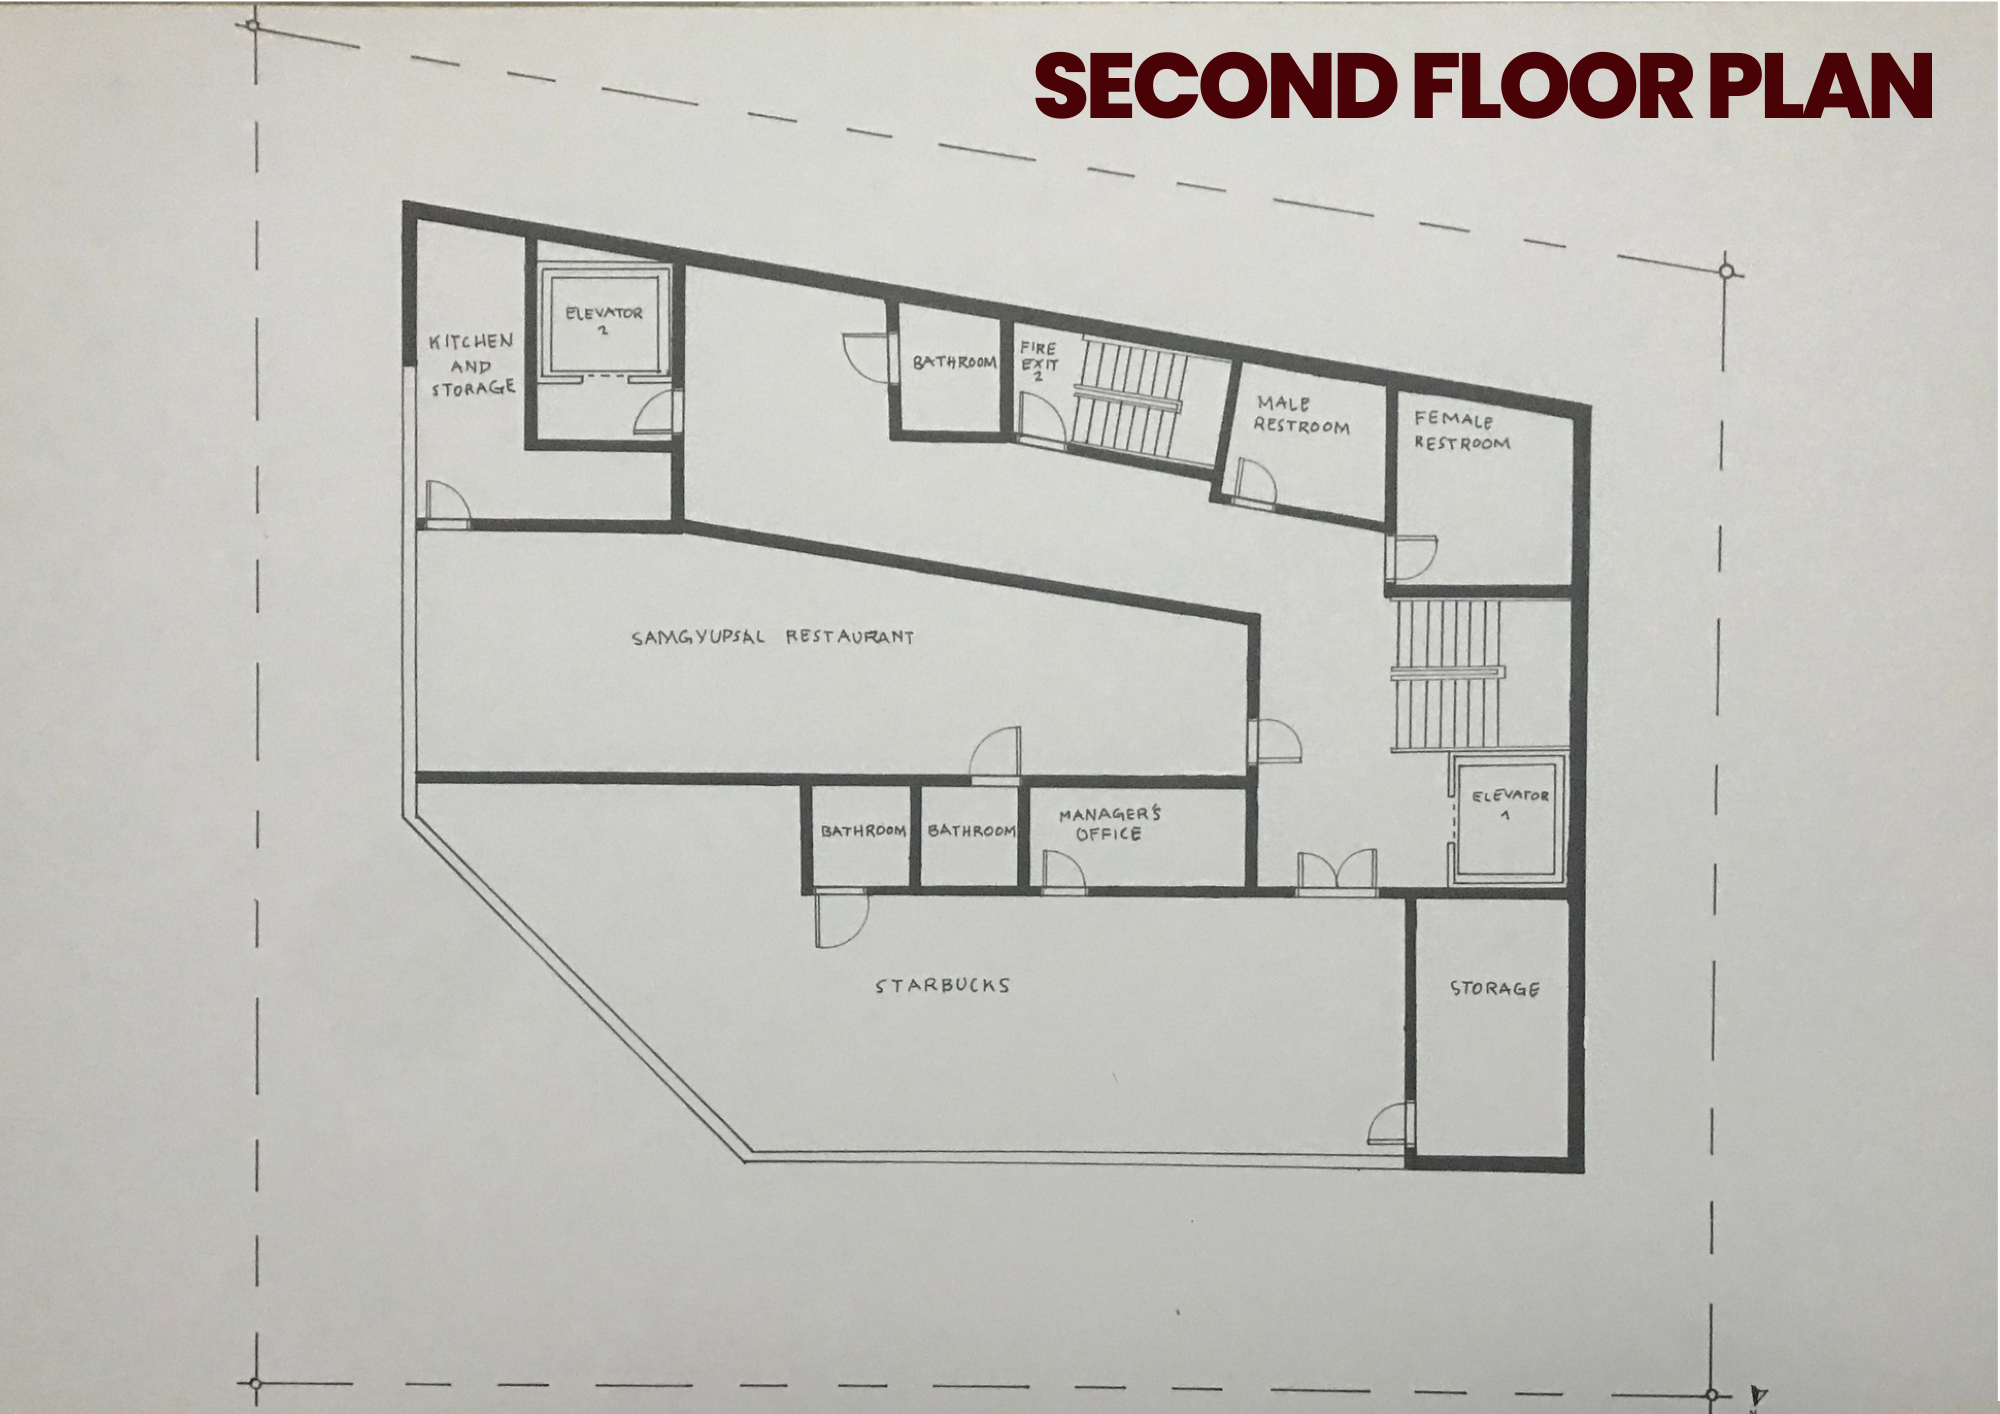 SECOND FLOOR PLAN
ELEVATOR
2
KITCHEN
AND
STORAGE
BATHROOM
FIRE
EXIT
2
MALE
RESTROOM
FEMALE
RESTROOM
SAMGYUPSAL RESTAURANT
ELEVATOR
1
BATHROOM
BATHROOM
MANAGER'S
OFFICE
STARBUCKS
STORAGE